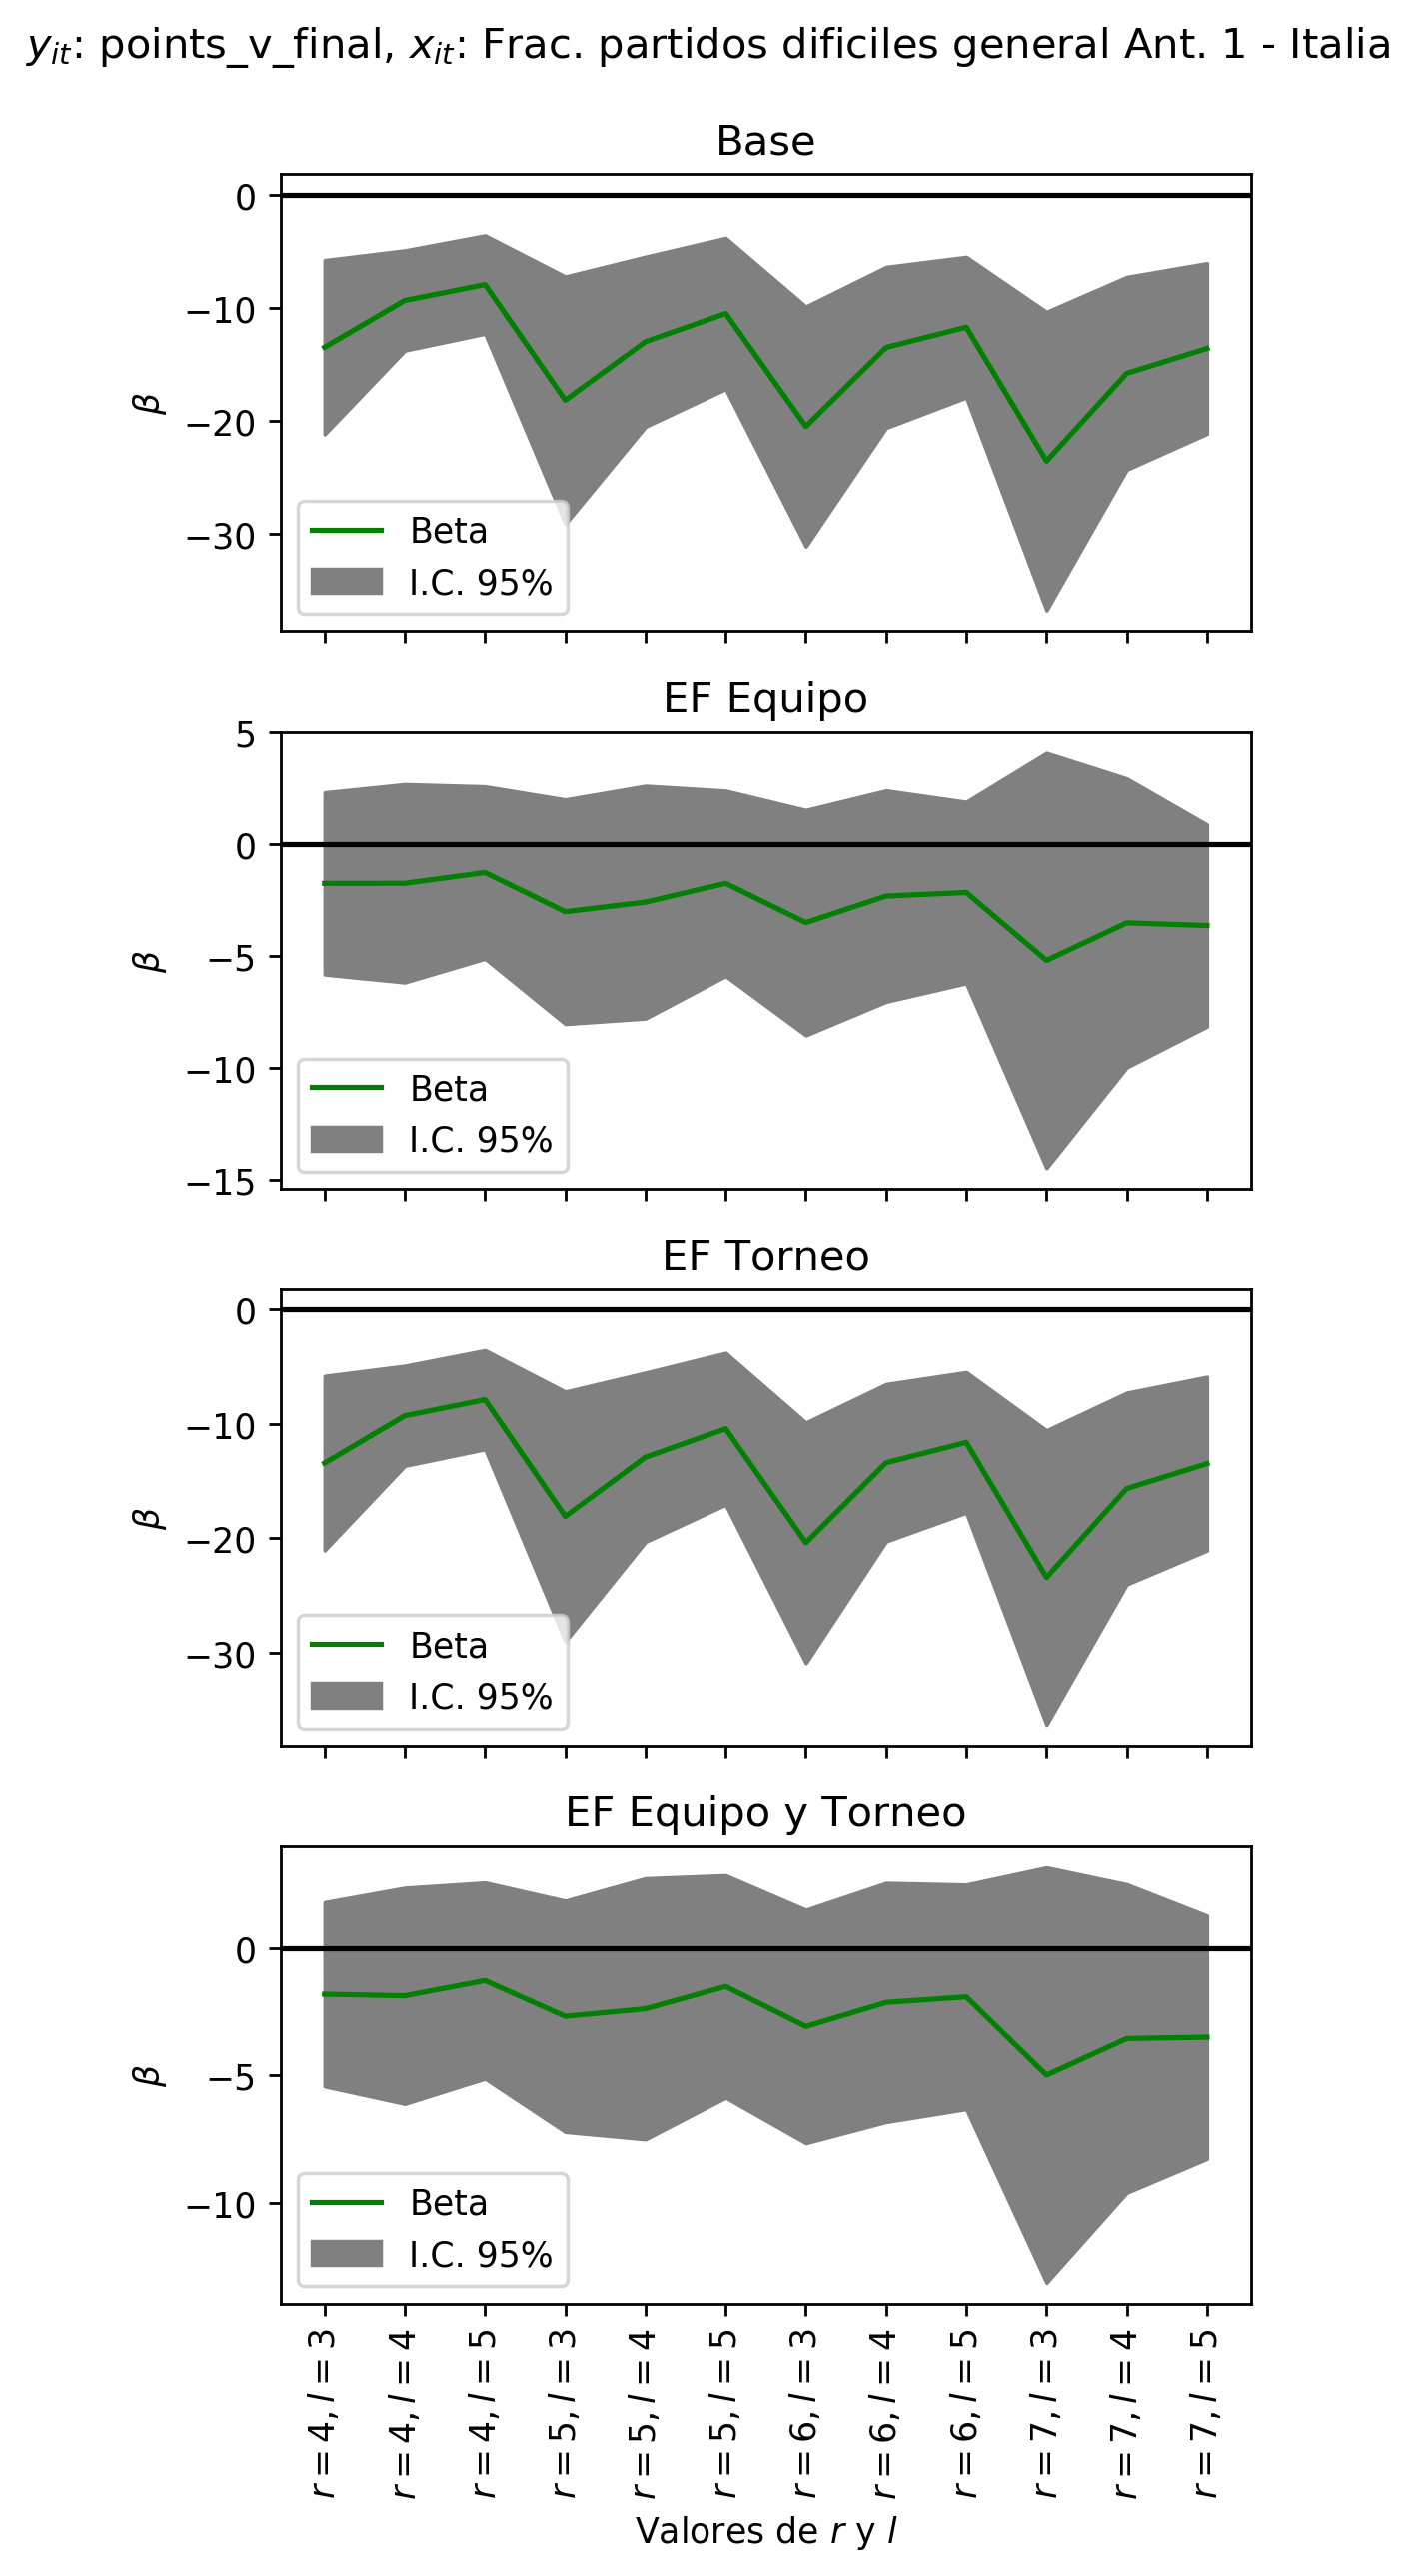 y_it: points_v_final, x_it: Frac. partidos dificiles general Ant. 1 - Italia
Base
0
−10
−20
−30
β
Beta
I.C. 95%
EF Equipo
5
0
−5
−10
−15
β
Beta
I.C. 95%
EF Torneo
0
−10
−20
−30
β
Beta
I.C. 95%
EF Equipo y Torneo
0
−5
−10
β
Beta
I.C. 95%
r = 4, l = 3
r = 4, l = 4
r = 4, l = 5
r = 5, l = 3
r = 5, l = 4
r = 5, l = 5
r = 6, l = 3
r = 6, l = 4
r = 6, l = 5
r = 7, l = 3
r = 7, l = 4
r = 7, l = 5
Valores de r y l